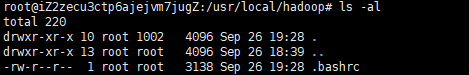 root@iZ2zecu3ctp6ajejvm7jugZ:/usr/local/hadoop# ls -al
total 220
drwxr-xr-x 10 root 1002   4096 Sep 26 19:28 .
drwxr-xr-x 13 root root   4096 Sep 26 18:39 ..
-rw-r--r--  1 root root   3138 Sep 26 19:28 .bashrc